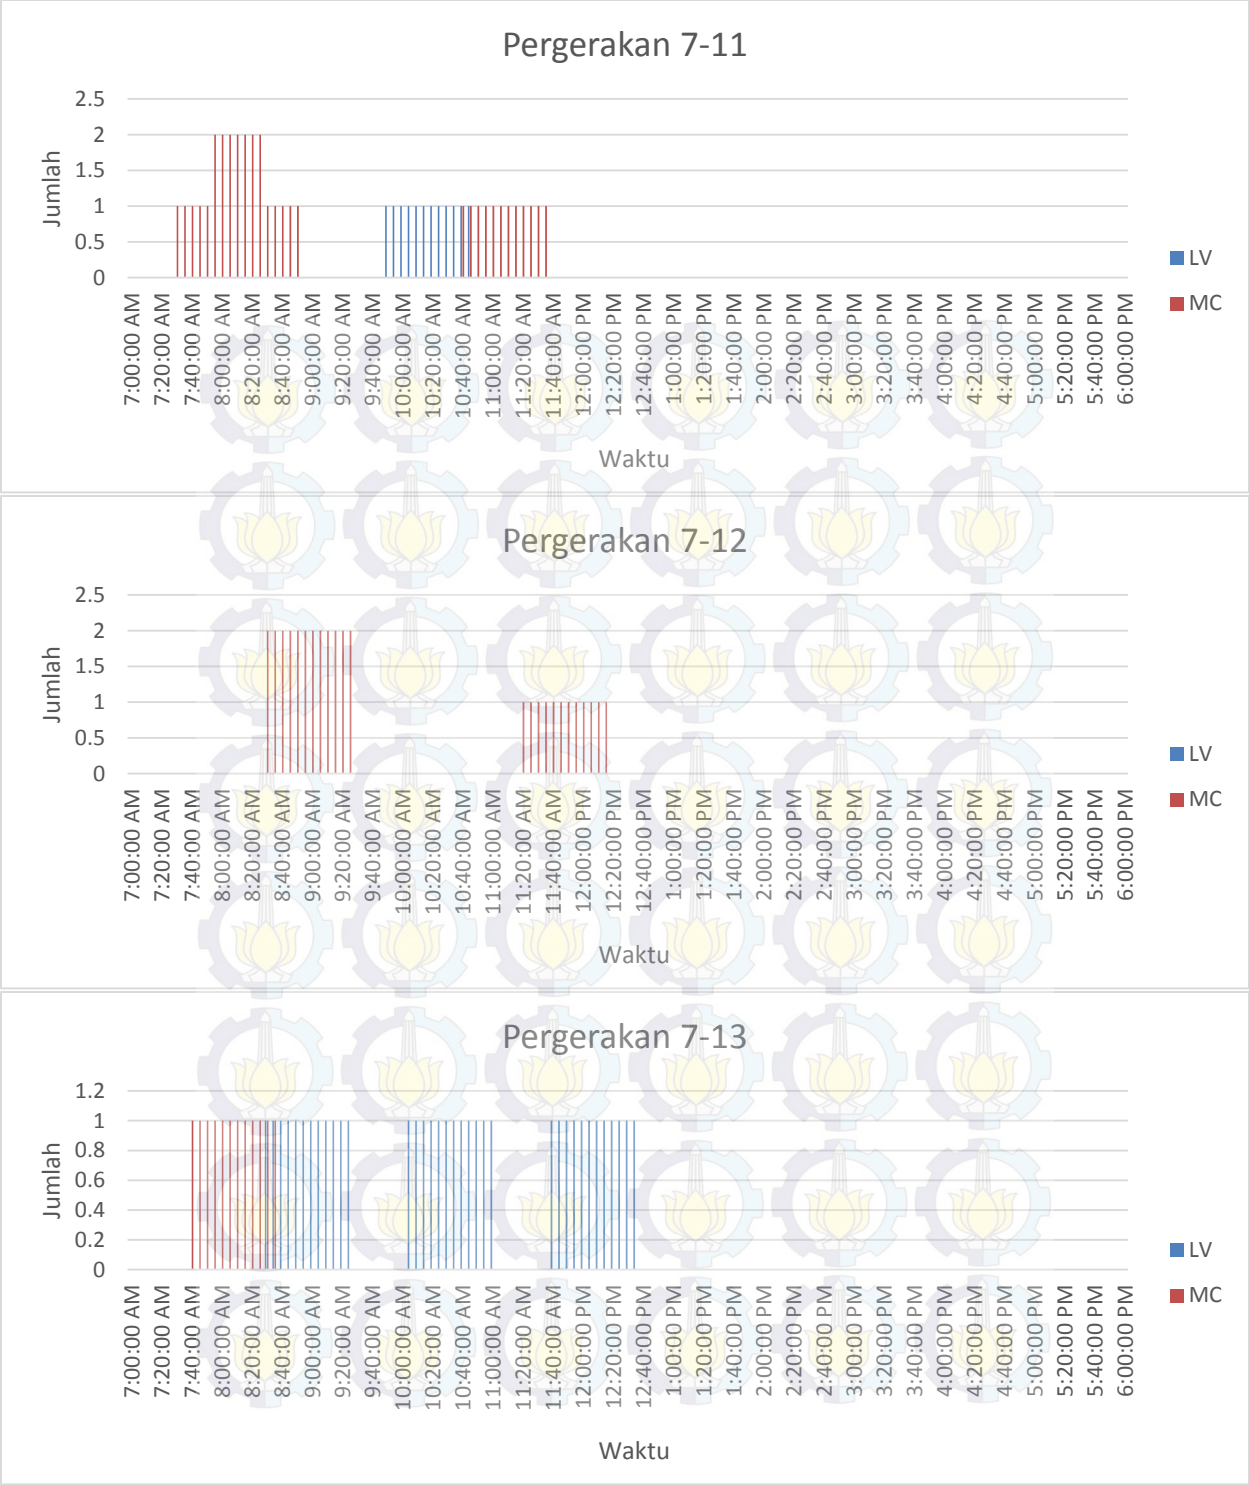 Pergerakan 7-11
2.5
2
1.5
1
0.5
0
Jumlah
7:00:00 AM
7:20:00 AM
7:40:00 AM
8:00:00 AM
8:20:00 AM
8:40:00 AM
9:00:00 AM
9:20:00 AM
9:40:00 AM
10:00:00 AM
10:20:00 AM
10:40:00 AM
11:00:00 AM
11:20:00 AM
11:40:00 AM
12:00:00 PM
12:20:00 PM
12:40:00 PM
1:00:00 PM
1:20:00 PM
1:40:00 PM
2:00:00 PM
2:20:00 PM
2:40:00 PM
3:00:00 PM
3:20:00 PM
3:40:00 PM
4:00:00 PM
4:20:00 PM
4:40:00 PM
5:00:00 PM
5:20:00 PM
5:40:00 PM
6:00:00 PM
Waktu
LV
MC
Pergerakan 7-12
2.5
2
1.5
1
0.5
0
Jumlah
7:00:00 AM
7:20:00 AM
7:40:00 AM
8:00:00 AM
8:20:00 AM
8:40:00 AM
9:00:00 AM
9:20:00 AM
9:40:00 AM
10:00:00 AM
10:20:00 AM
10:40:00 AM
11:00:00 AM
11:20:00 AM
11:40:00 AM
12:00:00 PM
12:20:00 PM
12:40:00 PM
1:00:00 PM
1:20:00 PM
1:40:00 PM
2:00:00 PM
2:20:00 PM
2:40:00 PM
3:00:00 PM
3:20:00 PM
3:40:00 PM
4:00:00 PM
4:20:00 PM
4:40:00 PM
5:00:00 PM
5:20:00 PM
5:40:00 PM
6:00:00 PM
Waktu
LV
MC
Pergerakan 7-13
1.2
1
0.8
0.6
0.4
0.2
0
Jumlah
7:00:00 AM
7:20:00 AM
7:40:00 AM
8:00:00 AM
8:20:00 AM
8:40:00 AM
9:00:00 AM
9:20:00 AM
9:40:00 AM
10:00:00 AM
10:20:00 AM
10:40:00 AM
11:00:00 AM
11:20:00 AM
11:40:00 AM
12:00:00 PM
12:20:00 PM
12:40:00 PM
1:00:00 PM
1:20:00 PM
1:40:00 PM
2:00:00 PM
2:20:00 PM
2:40:00 PM
3:00:00 PM
3:20:00 PM
3:40:00 PM
4:00:00 PM
4:20:00 PM
4:40:00 PM
5:00:00 PM
5:20:00 PM
5:40:00 PM
6:00:00 PM
Waktu
LV
MC